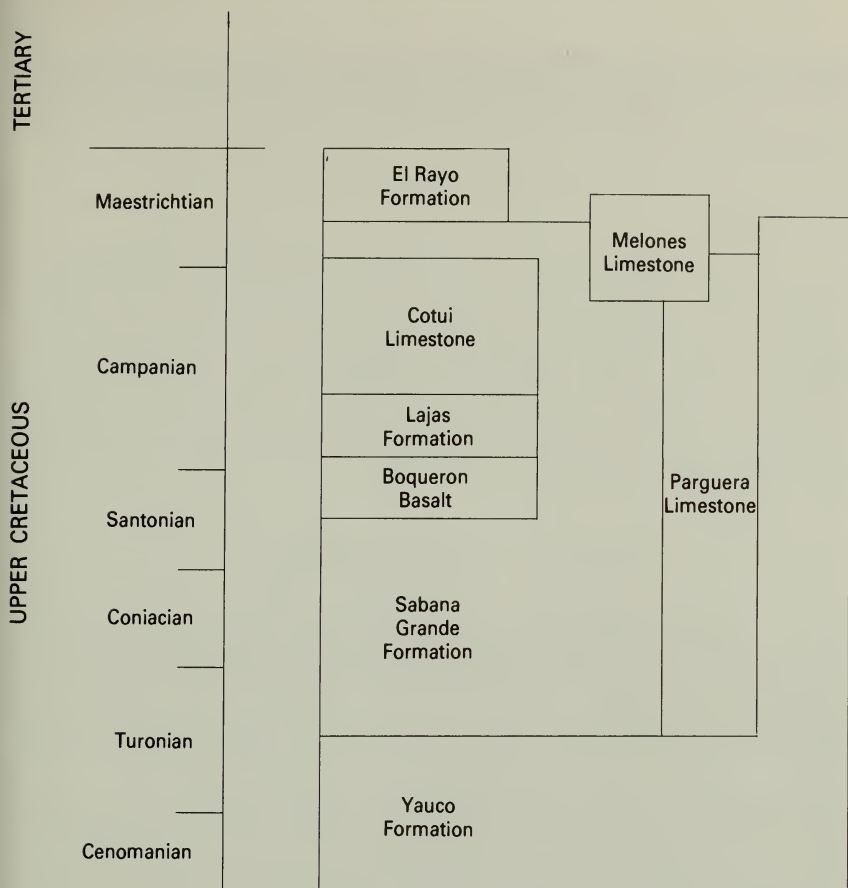 TERTIARY
UPPER CRETACEOUS
Maestrichtian
Campanian
Santonian
Coniacian
Turonian
Cenomanian
El Rayo
Formation
Melones
Limestone
Cotui
Limestone
Lajas
Formation
Boqueron
Basalt
Parguera
Limestone
Sabana
Grande
Formation
Yauco
Formation